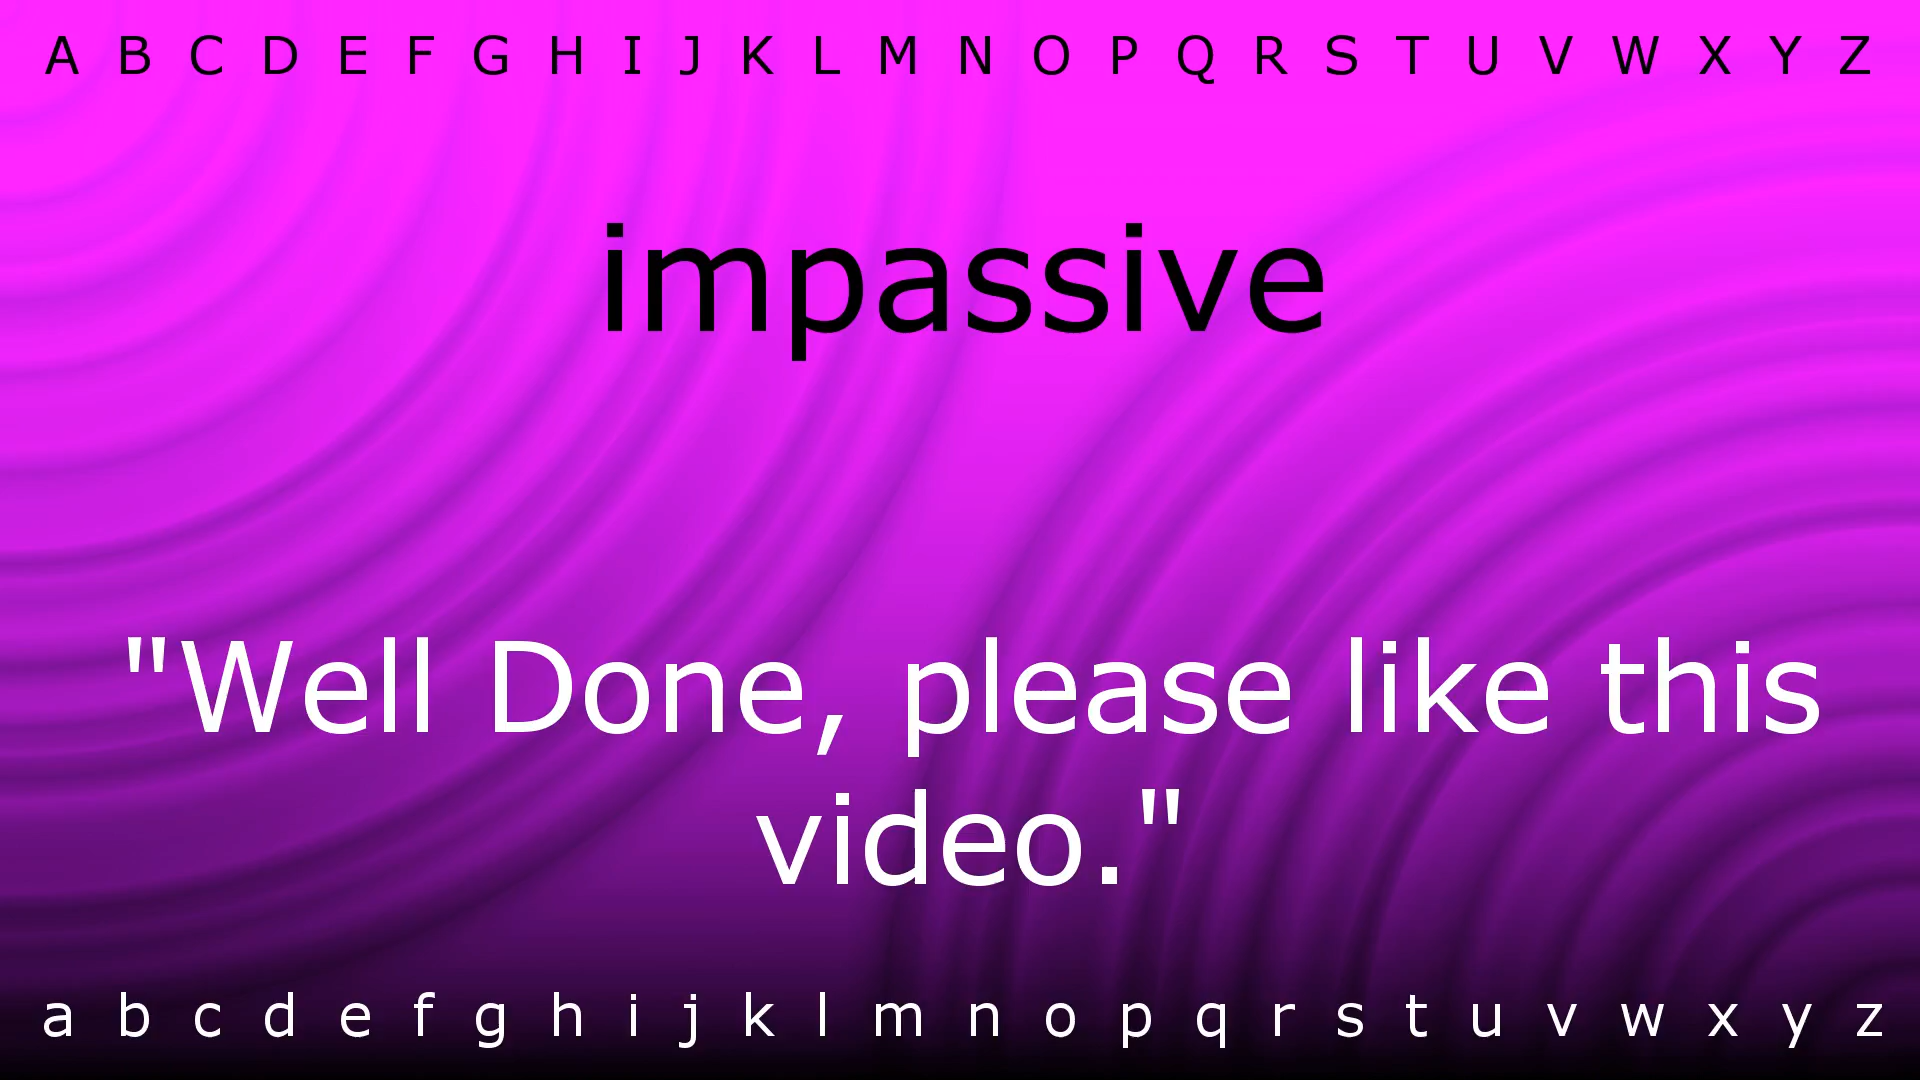 A B C D E F G H I J K L M N O P Q R S T U V W X Y Z
impassive
"Well Done, please like this
video."
a b c d e f g h i j k l m n o p q r s t u v w x y z